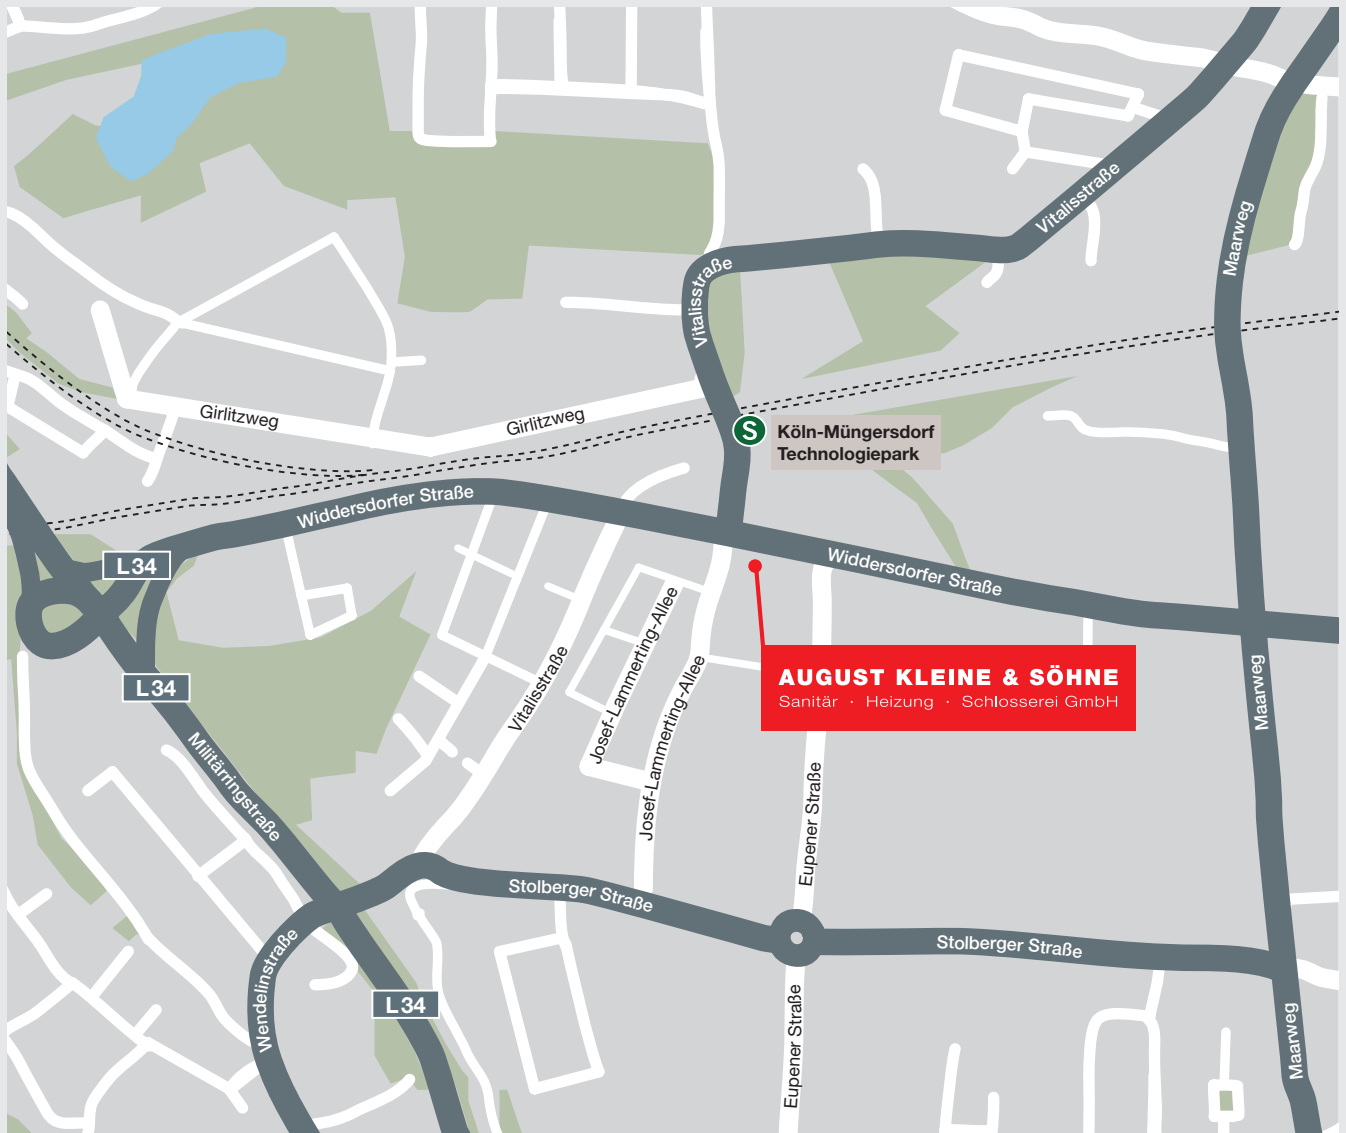 Vitalisstraße
Maarweg
Vitalisstraße
Girlitzweg
Girlitzweg
S
Köln-Müngersdorf
Technologiepark
Widdersdorfer Straße
L34
Widdersdorfer Straße
Josef-Lammerting-Allee
Vitalisstraße
Josef-Lammerting-Allee
AUGUST KLEINE & SÖHNE
Sanitär · Heizung · Schlosserei GmbH
L34
Maarweg
Militärringstraße
Eupener Straße
Stolberger Straße
Stolberger Straße
Wendelinstraße
L34
Eupener Straße
Maarweg